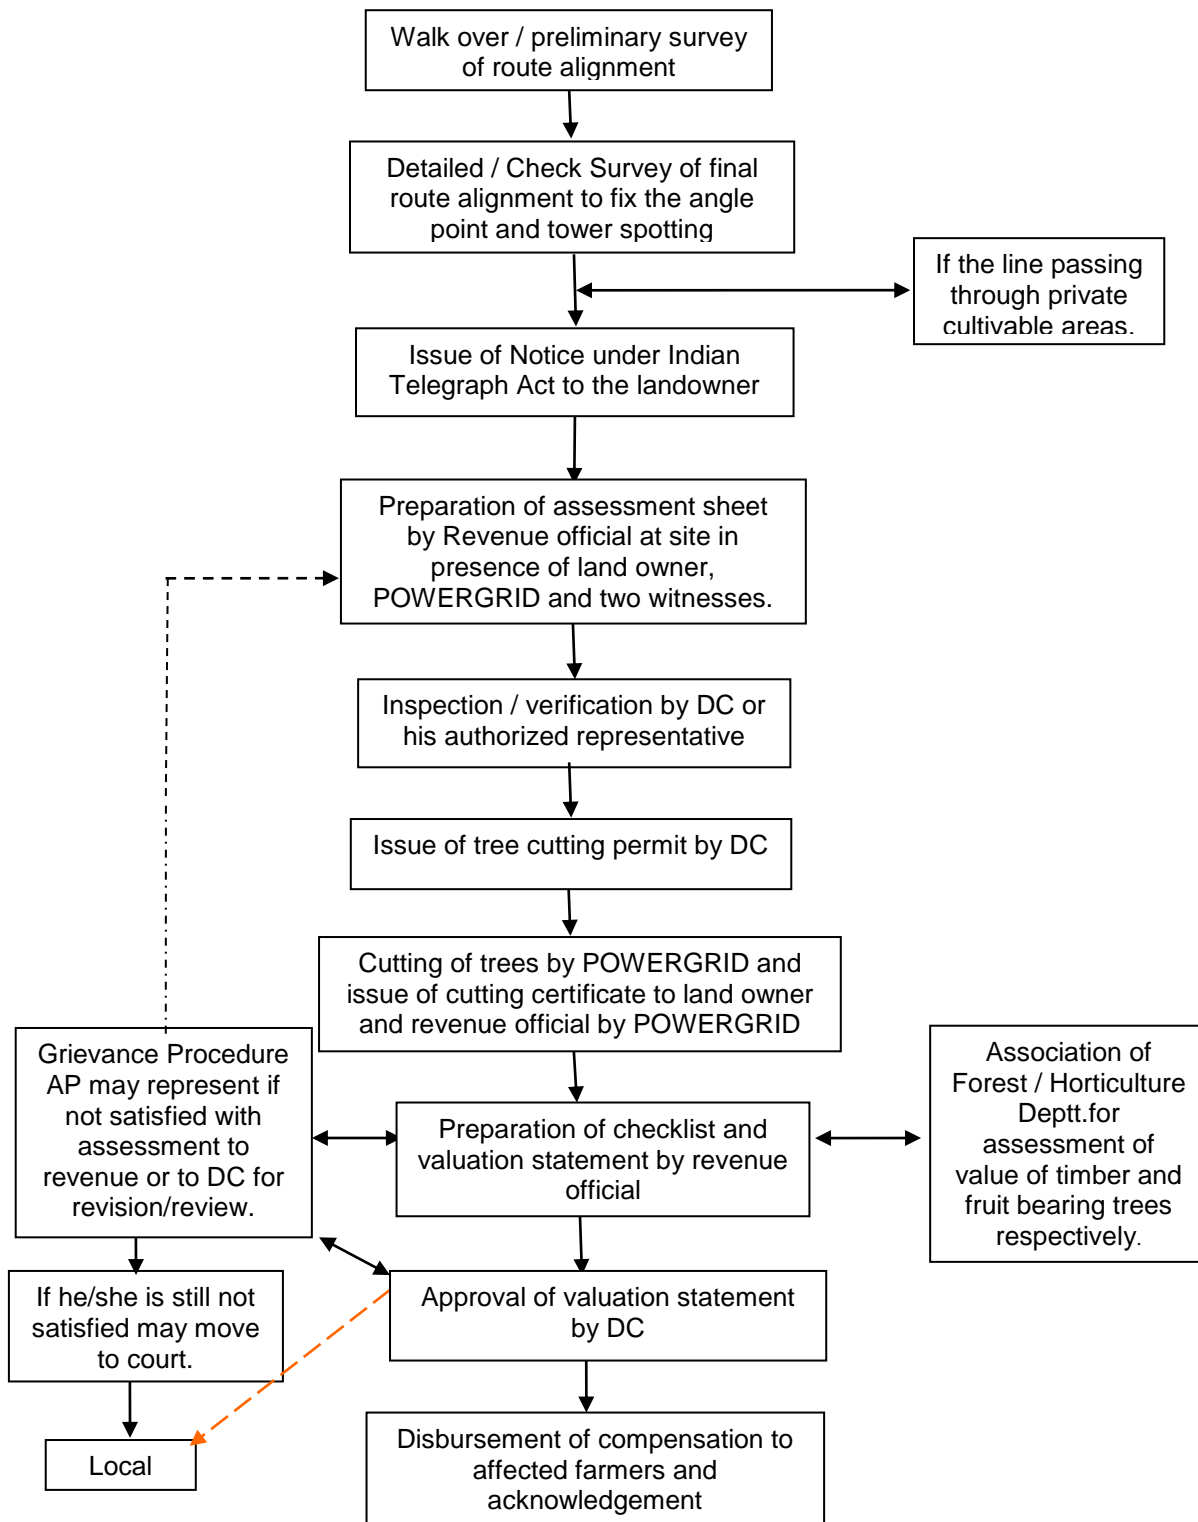 Walk over / preliminary survey
of route alignment
Detailed / Check Survey of final
route alignment to fix the angle
point and tower spotting
If the line passing
through private
cultivable areas.
Issue of Notice under Indian
Telegraph Act to the landowner
Preparation of assessment sheet
by Revenue official at site in
presence of land owner,
POWERGRID and two witnesses.
Inspection / verification by DC or
his authorized representative
Issue of tree cutting permit by DC
Cutting of trees by POWERGRID and
issue of cutting certificate to land owner
and revenue official by POWERGRID
Grievance Procedure
AP may represent if
not satisfied with
assessment to
revenue or to DC for
revision/review.
Preparation of checklist and
valuation statement by revenue
official
Association of
Forest / Horticulture
Deptt.for
assessment of
value of timber and
fruit bearing trees
respectively.
If he/she is still not
satisfied may move
to court.
Approval of valuation statement
by DC
Local
Disbursement of compensation to
affected farmers and
acknowledgement